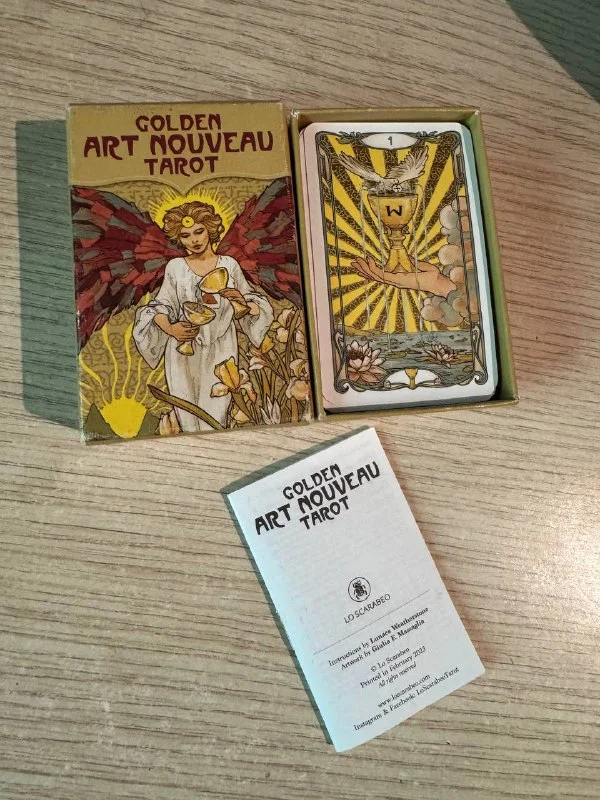 GOLDEN
ART NOUVEAU
TAROT
1
W
GOLDEN
ART NOUVEAU
TAROT
LO SCARABEO
Instructions by Lunaea Weatherstone
Artwork by Giulia F. Massaglia
© Lo Scarabeo
Printed in February 2023
All rights reserved
www.loscarabeo.com
Instagram & Facebook: LoScarabeoTarot